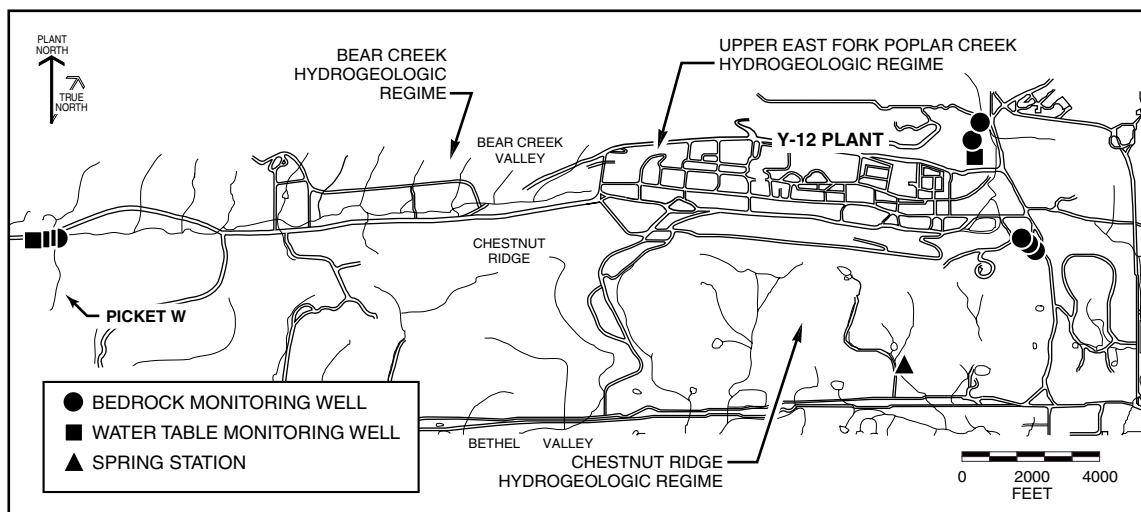 PLANT
NORTH
TRUE
NORTH
BEAR CREEK
HYDROGEOLOGIC
REGIME
UPPER EAST FORK POPLAR CREEK
HYDROGEOLOGIC REGIME
BEAR CREEK
VALLEY
Y-12 PLANT
CHESTNUT
RIDGE
PICKET W
BEDROCK MONITORING WELL
WATER TABLE MONITORING WELL
SPRING STATION
BETHEL VALLEY
CHESTNUT RIDGE
HYDROGEOLOGIC REGIME
0 2000 4000
FEET